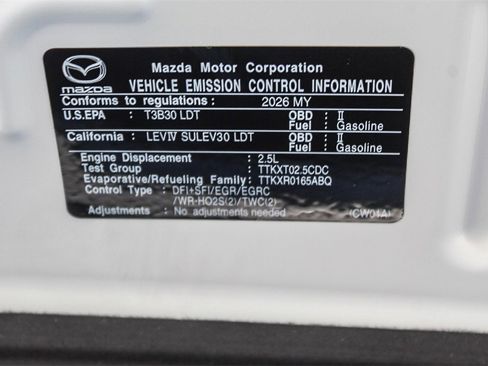 Mazda Motor Corporation
mazda VEHICLE EMISSION CONTROL INFORMATION
Conforms to regulations : 2026 MY
U.S.EPA : T3B30 LDT OBD : II
Fuel : Gasoline
California : LEVIV SULEV30 LDT OBD : II
Fuel : Gasoline
Engine Displacement : 2.5L
Test Group : TTKXT02.5CDC
Evaporative/Refueling Family : TTKXR0165ABQ
Control Type : DFI+SFI/EGR/EGRC
/WR-HO2S(2)/TWC(2)
Adjustments : No adjustments needed (CW01A)